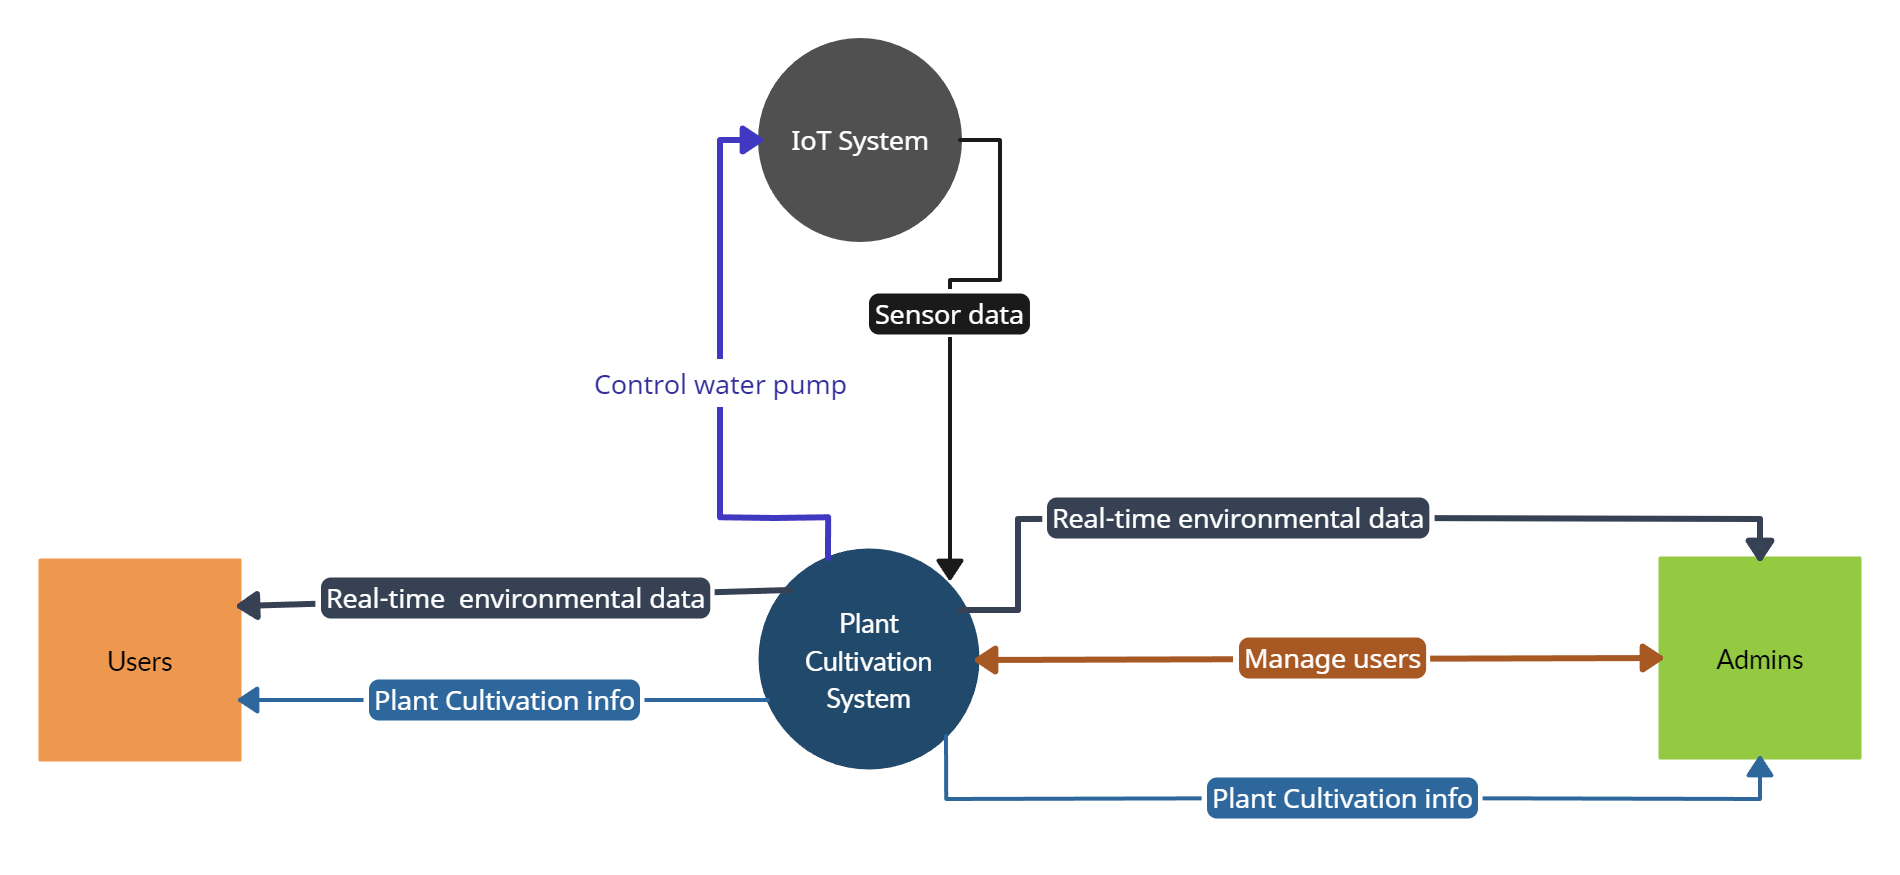 IoT System
Sensor data
Control water pump
Real-time environmental data
Real-time  environmental data
Plant
Cultivation
System
Users
Manage users
Admins
Plant Cultivation info
Plant Cultivation info